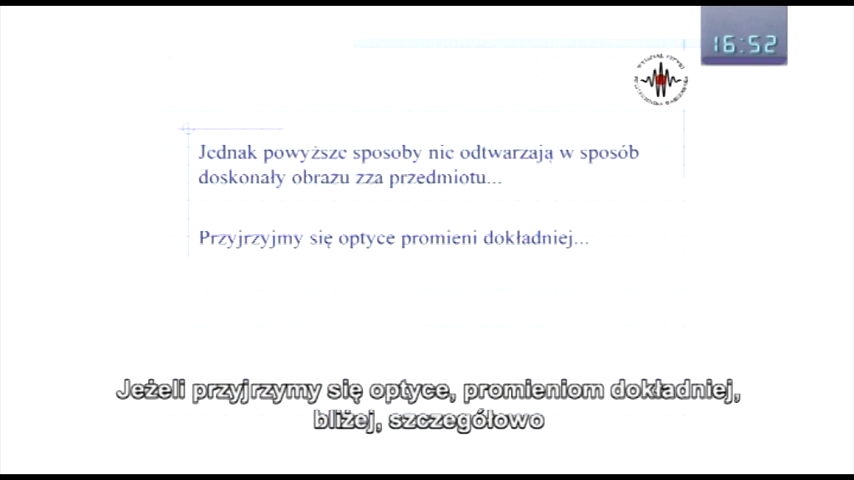 16:52
Jednak powyższe sposoby nie odtwarzają w sposób
doskonały obrazu zza przedmiotu...
Przyjrzyjmy się optyce promieni dokładniej...
Jeżeli przyjrzymy się optyce, promieniom dokładniej,
bliżej, szczegółowo